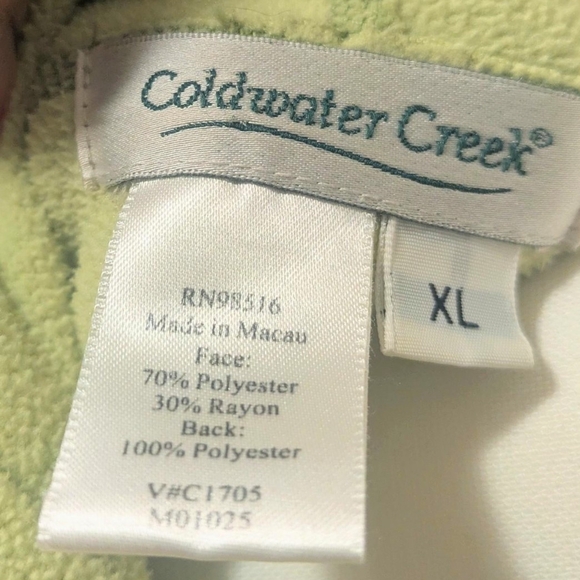 Coldwater Creek®
XL
RN98516
Made in Macau
Face:
70% Polyester
30% Rayon
Back:
100% Polyester
V#C1705
M01025